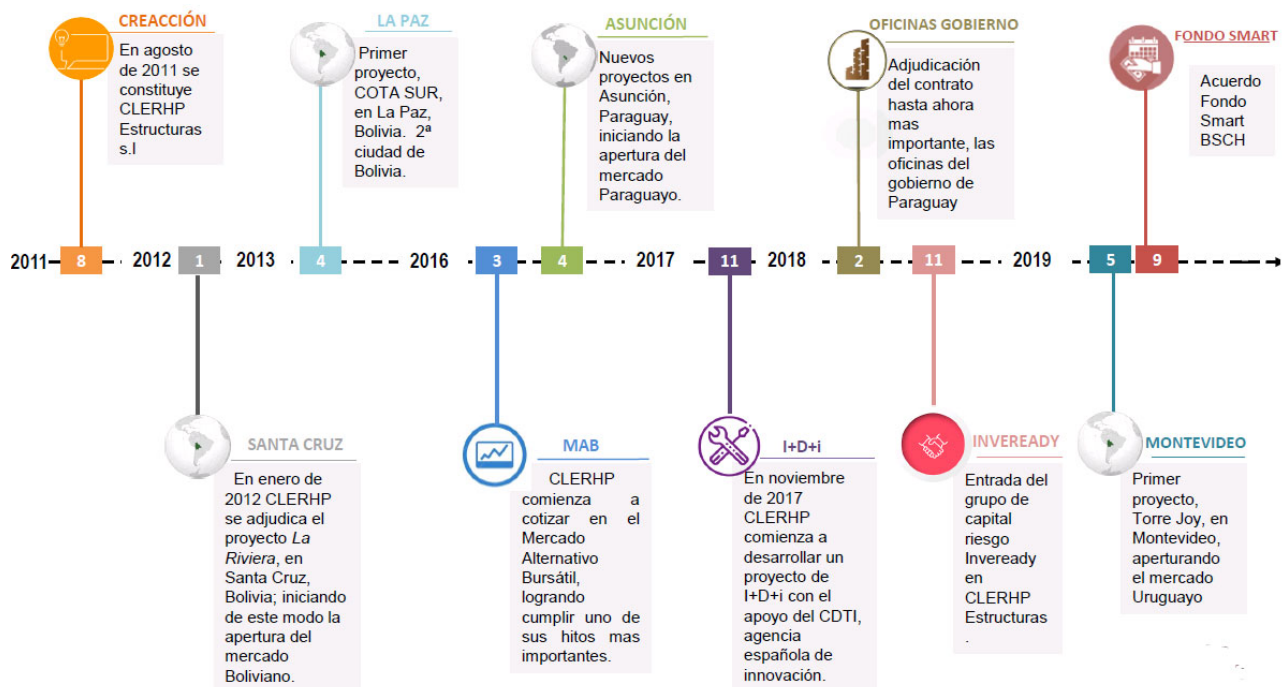 CREACCIÓN
En agosto
de 2011 se
constituye
CLERHP
Estructuras
s.l
LA PAZ
Primer
proyecto,
COTA SUR,
en La Paz,
Bolivia. 2ª
ciudad de
Bolivia.
ASUNCIÓN
Nuevos
proyectos en
Asunción,
Paraguay,
iniciando la
apertura del
mercado
Paraguayo.
OFICINAS GOBIERNO
Adjudicación
del contrato
hasta ahora
mas
importante, las
oficinas del
gobierno de
Paraguay
FONDO SMART
Acuerdo
Fondo
Smart
BSCH
2011 8 2012 1 2013 4 2016 3 4 2017 11 2018 2 11 2019 5 9
SANTA CRUZ
En enero de
2012 CLERHP
se adjudica el
proyecto La
Riviera, en
Santa Cruz,
Bolivia; iniciando
de este modo la
apertura del
mercado
Boliviano.
MAB
CLERHP
comienza a
cotizar en el
Mercado
Alternativo
Bursátil,
logrando
cumplir uno de
sus hitos mas
importantes.
I+D+i
En noviembre
de 2017
CLERHP
comienza a
desarrollar un
proyecto de
I+D+i con el
apoyo del CDTI,
agencia
española de
innovación.
INVEREADY
Entrada del
grupo de
capital
riesgo
Inveready
en
CLERHP
Estructuras
.
MONTEVIDEO
Primer
proyecto,
Torre Joy, en
Montevideo,
aperturando
el mercado
Uruguayo